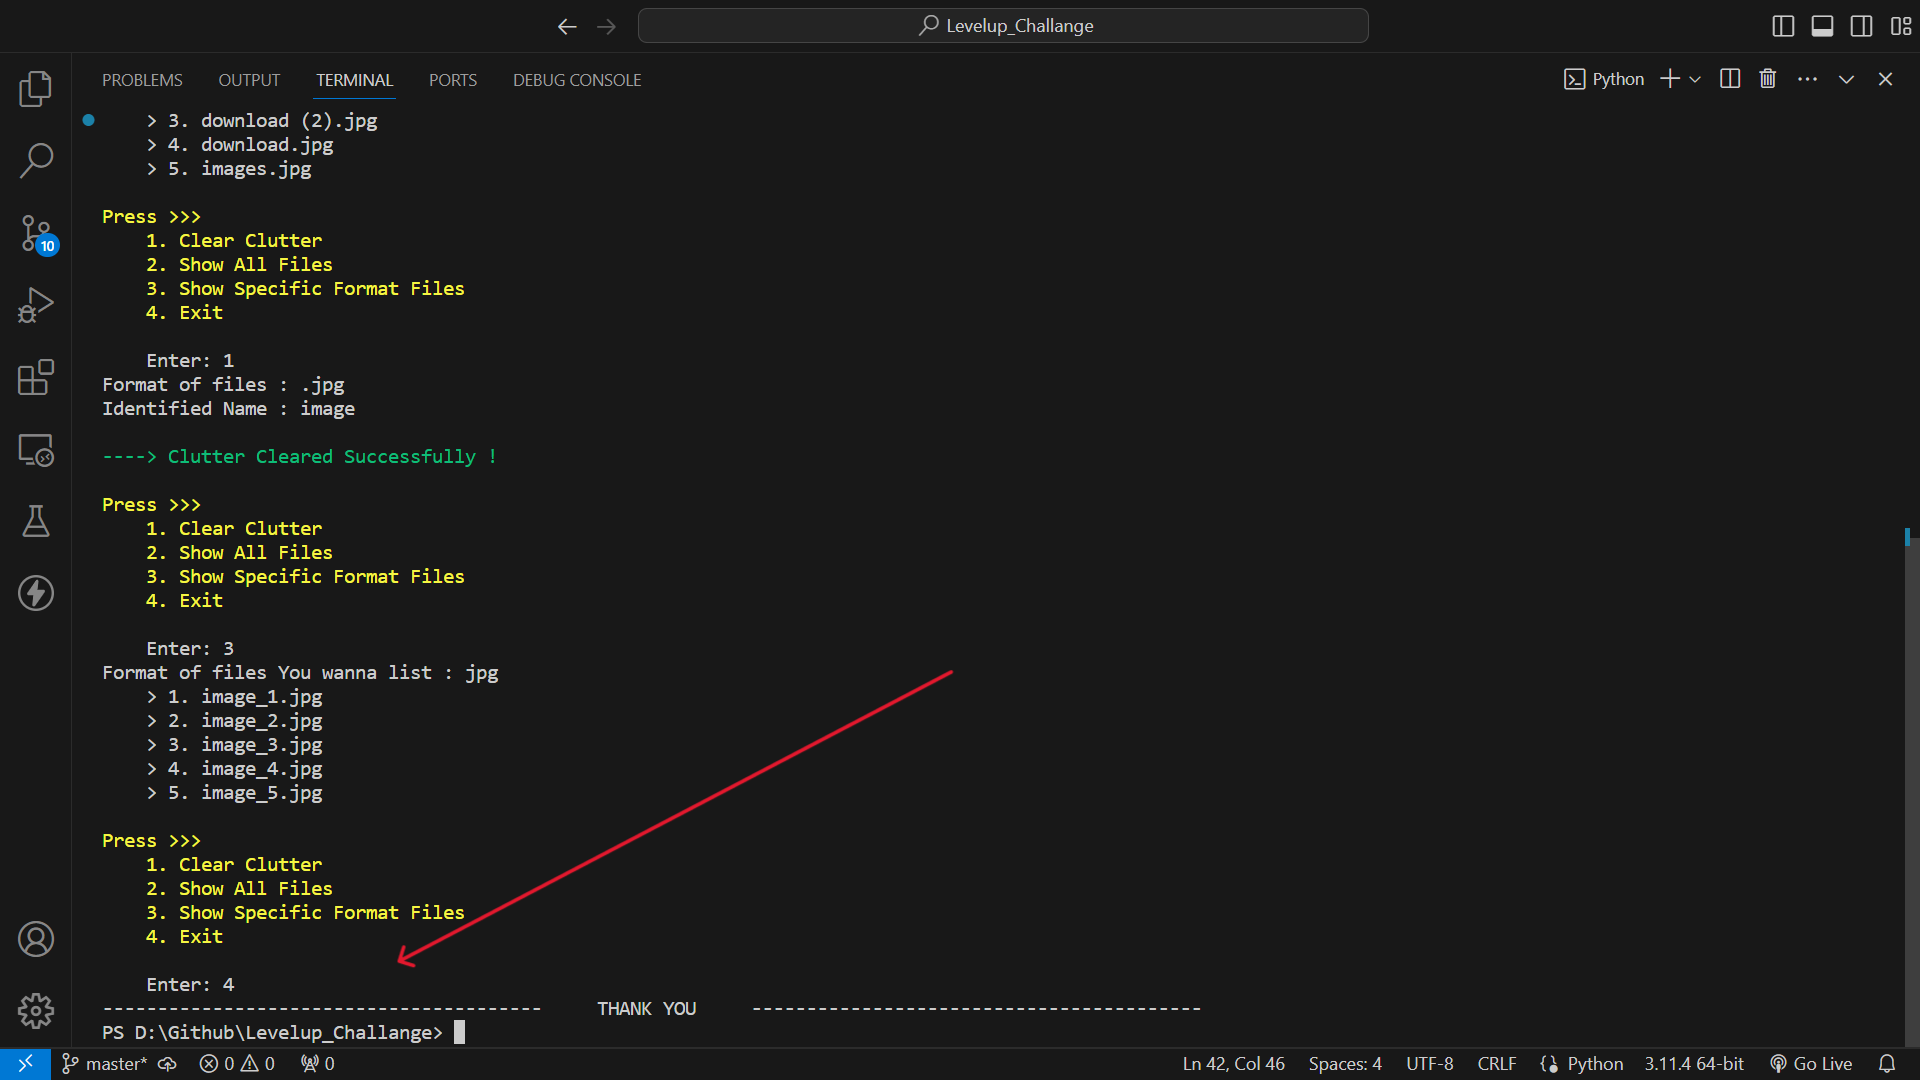 Levelup_Challange
PROBLEMS OUTPUT TERMINAL PORTS DEBUG CONSOLE Python
> 3. download (2).jpg
> 4. download.jpg
> 5. images.jpg
Press >>>
1. Clear Clutter
2. Show All Files
3. Show Specific Format Files
4. Exit
Enter: 1
Format of files : .jpg
Identified Name : image
----> Clutter Cleared Successfully !
Press >>>
1. Clear Clutter
2. Show All Files
3. Show Specific Format Files
4. Exit
Enter: 3
Format of files You wanna list : jpg
> 1. image_1.jpg
> 2. image_2.jpg
> 3. image_3.jpg
> 4. image_4.jpg
> 5. image_5.jpg
Press >>>
1. Clear Clutter
2. Show All Files
3. Show Specific Format Files
4. Exit
Enter: 4
---------------------------------------- THANK YOU -----------------------------------------
PS D:\Github\Levelup_Challange>
10
master* 0 0 0 Ln 42, Col 46 Spaces: 4 UTF-8 CRLF Python 3.11.4 64-bit Go Live